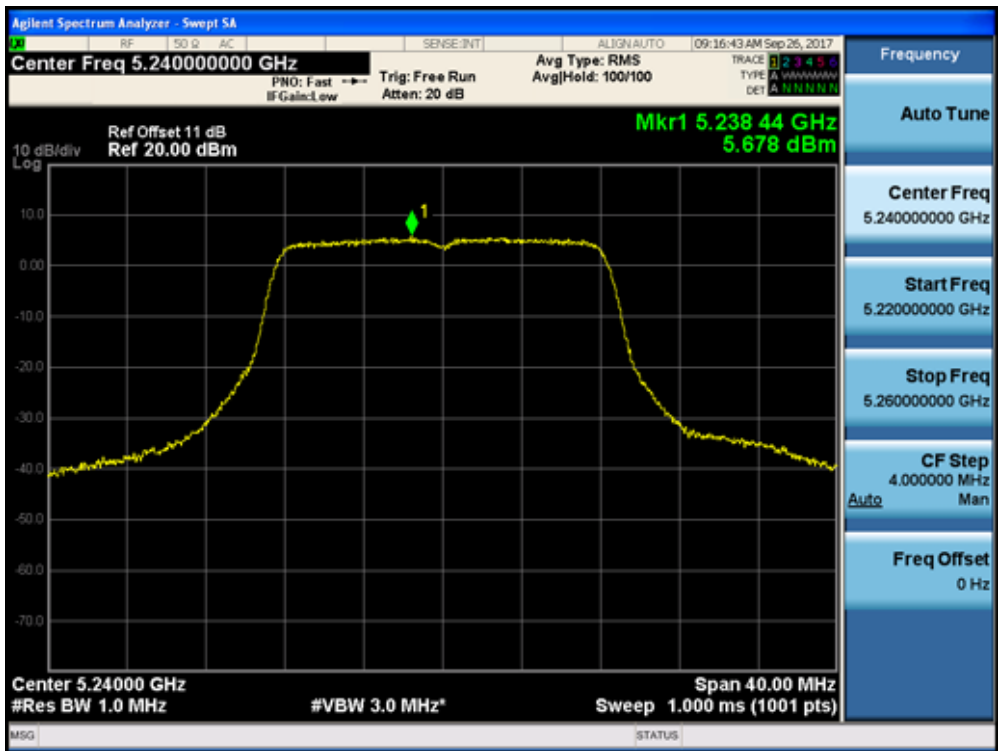 Agilent Spectrum Analyzer - Swept SA
RF 50 Ω AC SENSE:INT ALIGNAUTO 09:16:43 AM Sep 26, 2017
Center Freq 5.240000000 GHz
PNO: Fast
IFGain:Low
Trig: Free Run
Atten: 20 dB
Avg Type: RMS
Avg|Hold: 100/100
TRACE 1 2 3 4 5 6
TYPE A WWWWWW
DET A N N N N N
Frequency
Auto Tune
Center Freq
5.240000000 GHz
Start Freq
5.220000000 GHz
Stop Freq
5.260000000 GHz
CF Step
4.000000 MHz
Auto Man
Freq Offset
0 Hz
Mkr1 5.238 44 GHz
5.678 dBm
Ref Offset 11 dB
10 dB/div Ref 20.00 dBm
Log
1
10.0
0.00
-10.0
-20.0
-30.0
-40.0
-50.0
-60.0
-70.0
Center 5.24000 GHz Span 40.00 MHz
#Res BW 1.0 MHz #VBW 3.0 MHz* Sweep 1.000 ms (1001 pts)
MSG STATUS